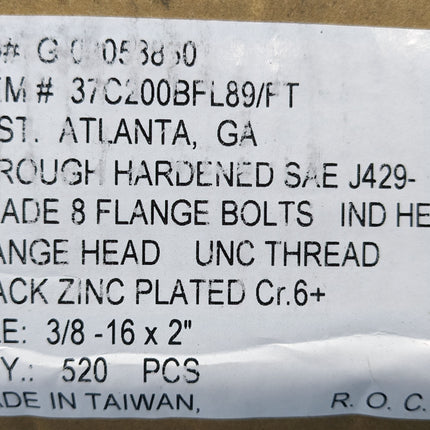 EM # 37C200BFL89/FT
ST. ATLANTA, GA
ROUGH HARDENED SAE J429-
ADE 8 FLANGE BOLTS IND HE
ANGE HEAD UNC THREAD
ACK ZINC PLATED Cr.6+
E: 3/8 -16 x 2"
Y.: 520 PCS
ADE IN TAIWAN, R. O. C.